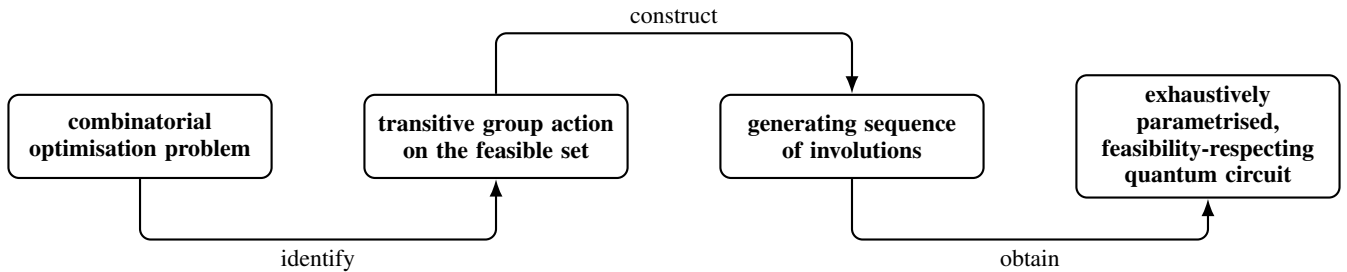 construct
combinatorial
optimisation problem
transitive group action
on the feasible set
generating sequence
of involutions
exhaustively
parametrised,
feasibility-respecting
quantum circuit
identify
obtain